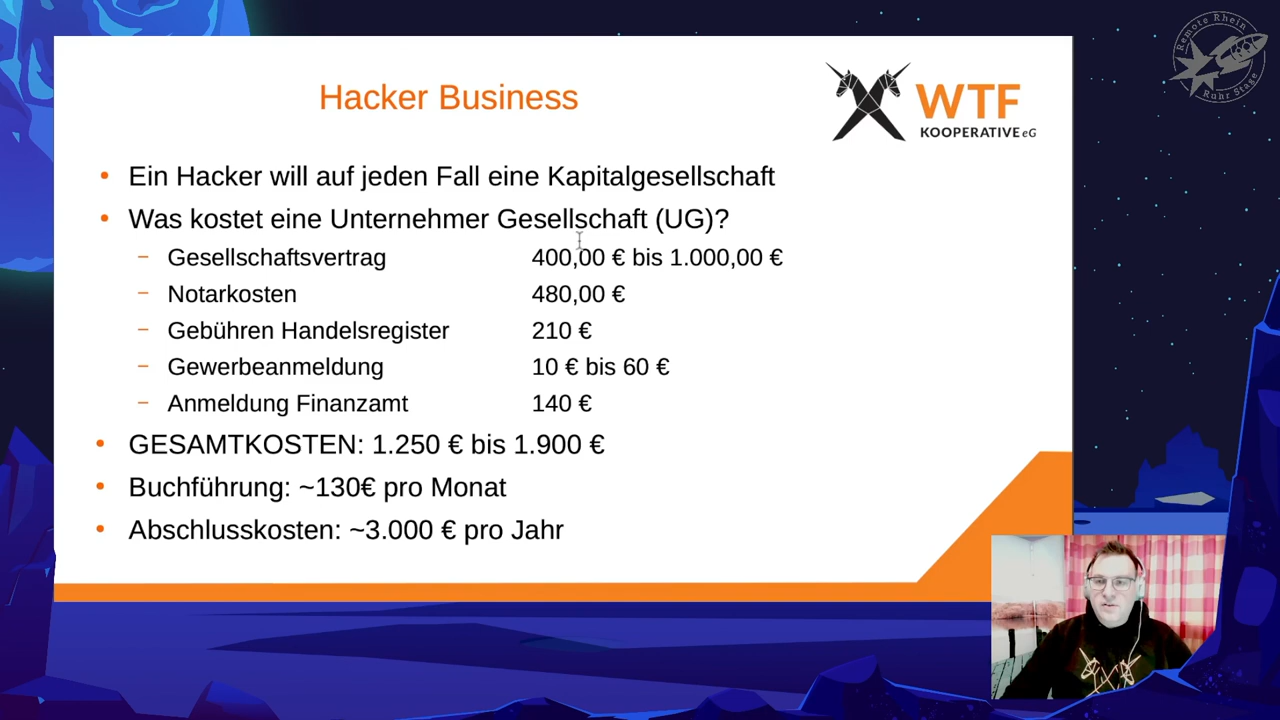 Remote Rhein
Ruhr Stage
Hacker Business
WTF
KOOPERATIVE eG
Ein Hacker will auf jeden Fall eine Kapitalgesellschaft
Was kostet eine Unternehmer Gesellschaft (UG)?
Gesellschaftsvertrag 400,00 € bis 1.000,00 €
Notarkosten 480,00 €
Gebühren Handelsregister 210 €
Gewerbeanmeldung 10 € bis 60 €
Anmeldung Finanzamt 140 €
GESAMTKOSTEN: 1.250 € bis 1.900 €
Buchführung: ~130€ pro Monat
Abschlusskosten: ~3.000 € pro Jahr